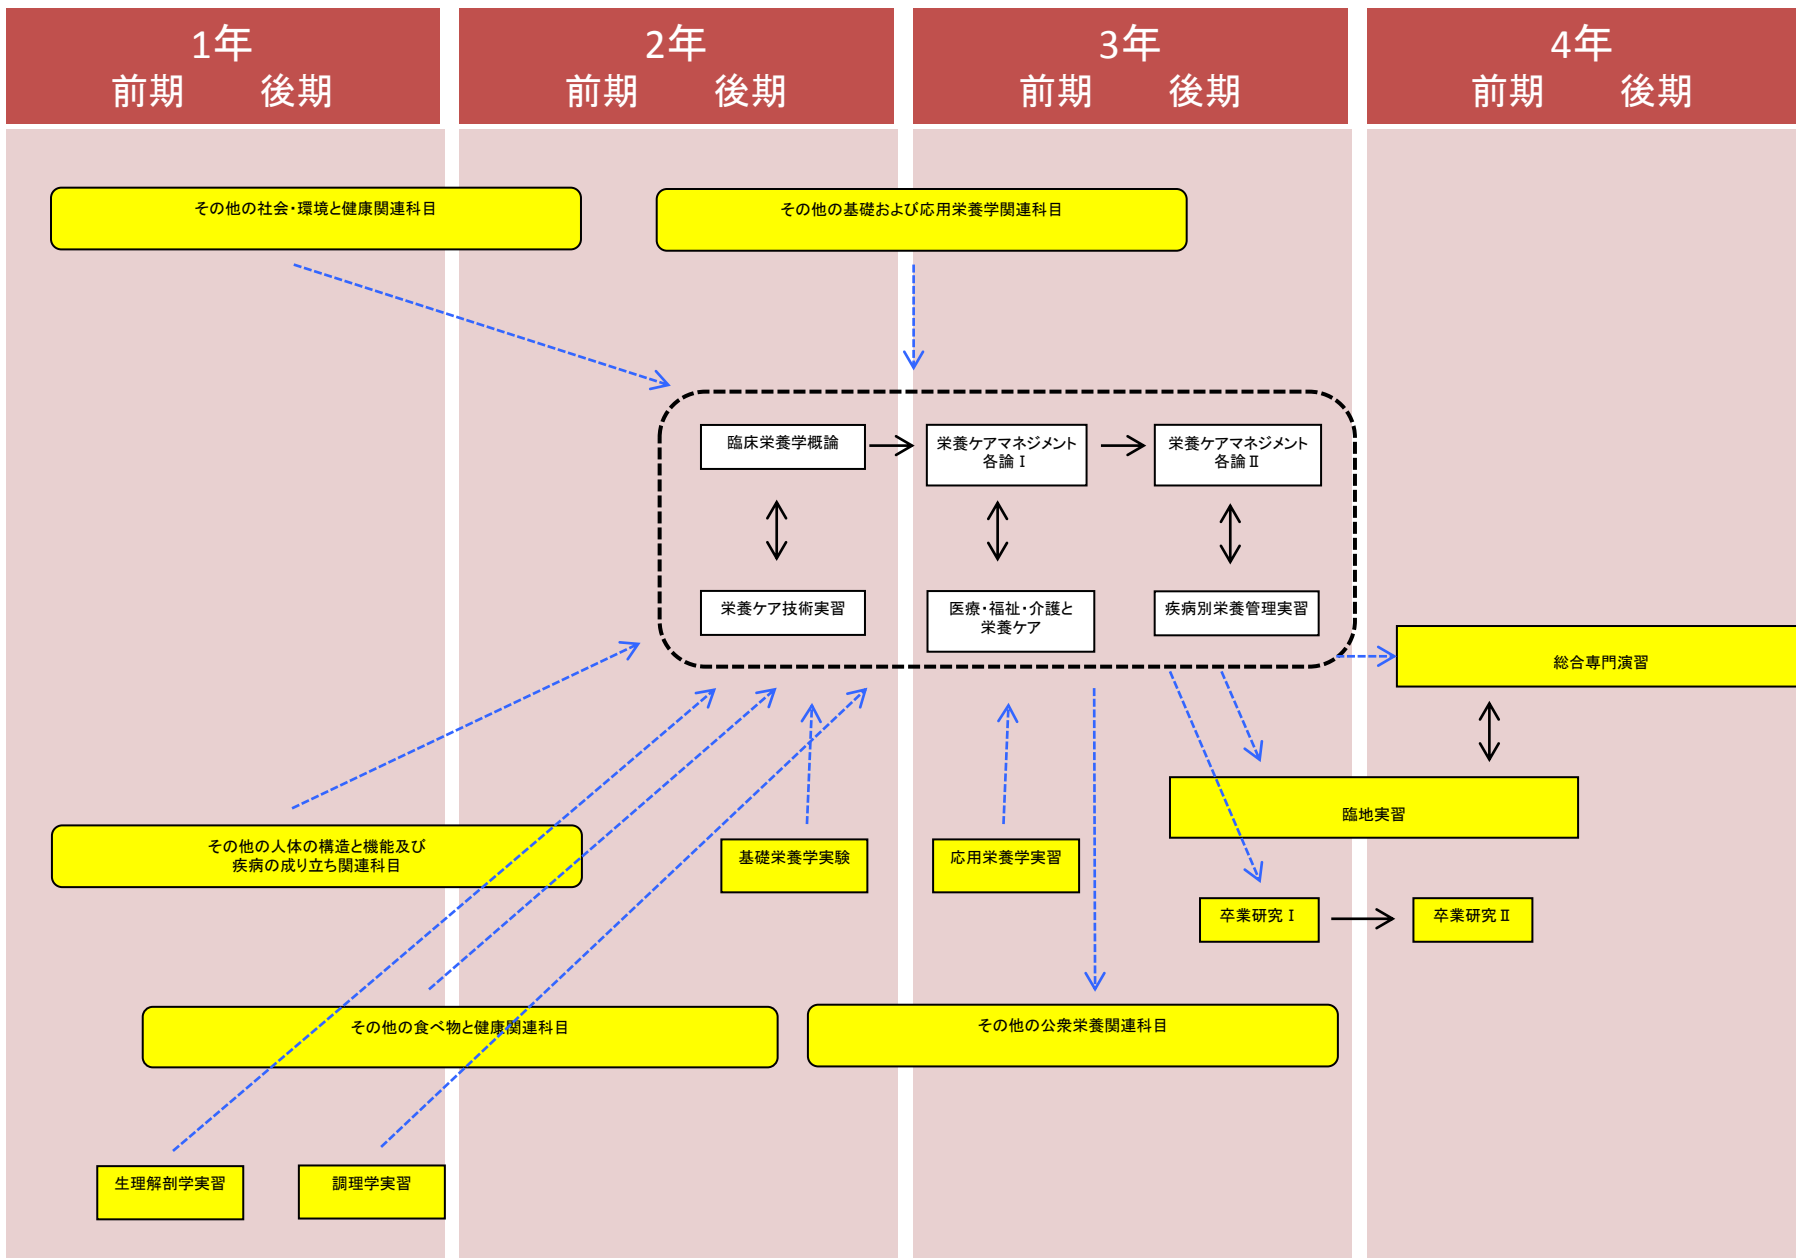 1年
前期 後期
2年
前期 後期
3年
前期 後期
4年
前期 後期
その他の社会・環境と健康関連科目
その他の基礎および応用栄養学関連科目
臨床栄養学概論
栄養ケアマネジメント
各論Ⅰ
栄養ケアマネジメント
各論Ⅱ
栄養ケア技術実習
医療・福祉・介護と
栄養ケア
疾病別栄養管理実習
総合専門演習
臨地実習
その他の人体の構造と機能及び
疾病の成り立ち関連科目
基礎栄養学実験
応用栄養学実習
卒業研究Ⅰ
卒業研究Ⅱ
その他の食べ物と健康関連科目
その他の公衆栄養関連科目
生理解剖学実習
調理学実習